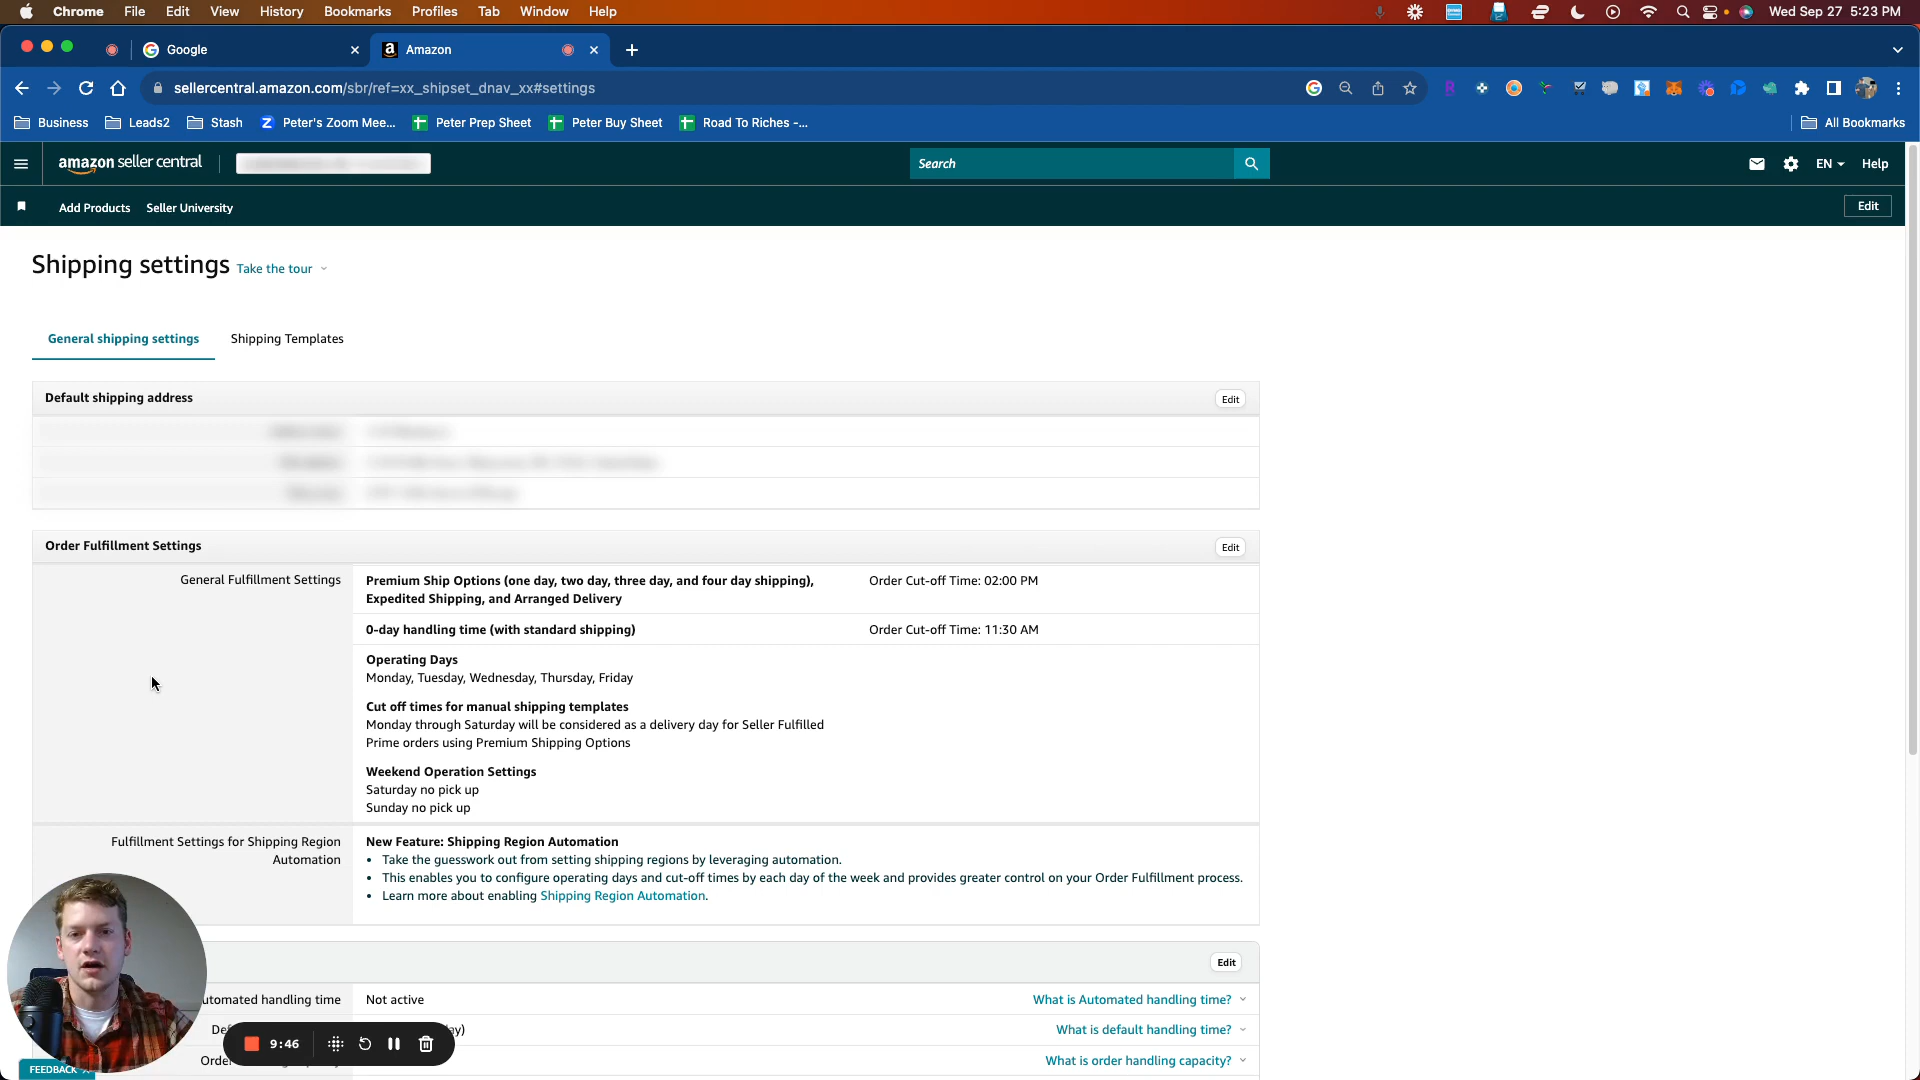 Chrome File Edit View History Bookmarks Profiles Tab Window Help Wed Sep 27 5:23 PM
Google Amazon
sellercentral.amazon.com/sbr/ref=xx_shipset_dnav_xx#settings
Business Leads2 Stash Peter's Zoom Mee... Peter Prep Sheet Peter Buy Sheet Road To Riches -... All Bookmarks
amazon seller central Search EN Help
Add Products Seller University Edit
Shipping settings Take the tour
General shipping settings Shipping Templates
Default shipping address Edit
Order Fulfillment Settings Edit
General Fulfillment Settings Premium Ship Options (one day, two day, three day, and four day shipping), Order Cut-off Time: 02:00 PM
Expedited Shipping, and Arranged Delivery
0-day handling time (with standard shipping) Order Cut-off Time: 11:30 AM
Operating Days
Monday, Tuesday, Wednesday, Thursday, Friday
Cut off times for manual shipping templates
Monday through Saturday will be considered as a delivery day for Seller Fulfilled
Prime orders using Premium Shipping Options
Weekend Operation Settings
Saturday no pick up
Sunday no pick up
Fulfillment Settings for Shipping Region New Feature: Shipping Region Automation
Automation • Take the guesswork out from setting shipping regions by leveraging automation.
• This enables you to configure operating days and cut-off times by each day of the week and provides greater control on your Order Fulfillment process.
• Learn more about enabling Shipping Region Automation.
Edit
utomated handling time Not active What is Automated handling time?
Def ay) What is default handling time?
9:46
Order What is order handling capacity?
FEEDBACK